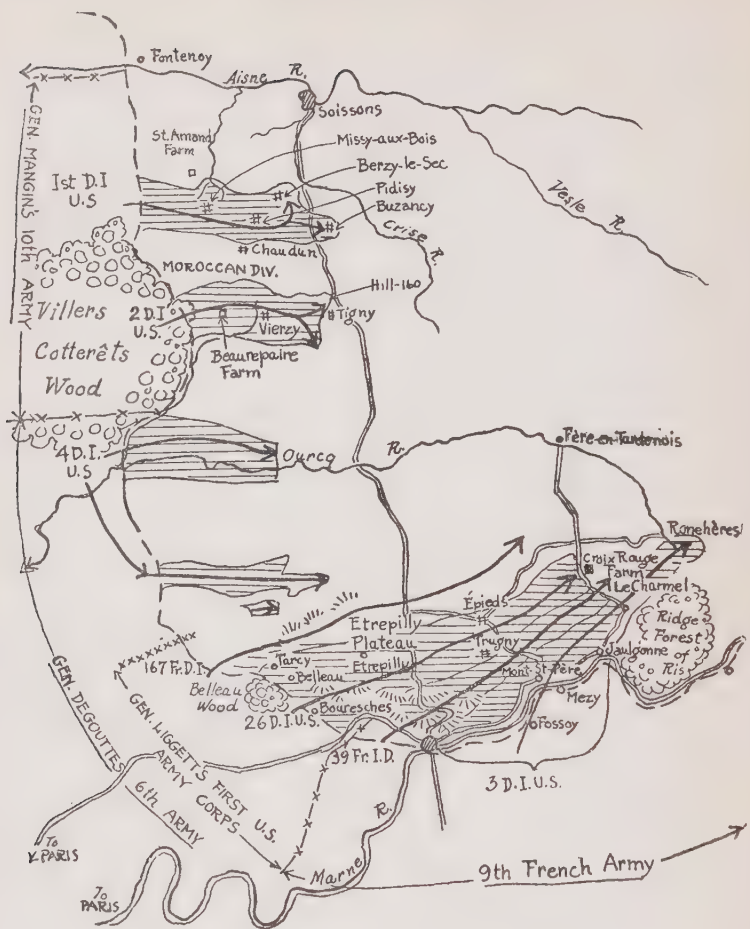 Fontenoy
Aisne R.
Soissons
St. Amand
Farm
Missy-aux-Bois
Berzy-le-Sec
Pidisy
Buzancy
Crise R.
Vesle R.
GEN. MANGIN'S 10th ARMY
1st D.I
U.S
Chaudun
MOROCCAN DIV.
Hill-160
Villers
Cotterêts
Wood
2 D.I
U.S.
Vierzy
Tigny
Beaurepaire
Farm
4 D.I.
U.S
Ourcq R.
Fère-en-Tardenois
Ronehères
Croix Rouge
Farm
Le Charmel
Épieds
Etrepilly
Plateau
Trugny
Ridge
Forest
of
Ris
167 Fr. D.I
Tarcy
Etrepilly
Belleau
Jaulgonne
Mont-St-Père
Belleau
Wood
Mezy
26 D.I. U.S.
Bouresches
Fossoy
39 Fr. I.D.
3 D.I. U.S.
GEN. DEGOUTTES
6th ARMY
GEN. LIGGETT'S FIRST U.S.
ARMY CORPS
To
PARIS
To
PARIS
Marne R.
9th French Army